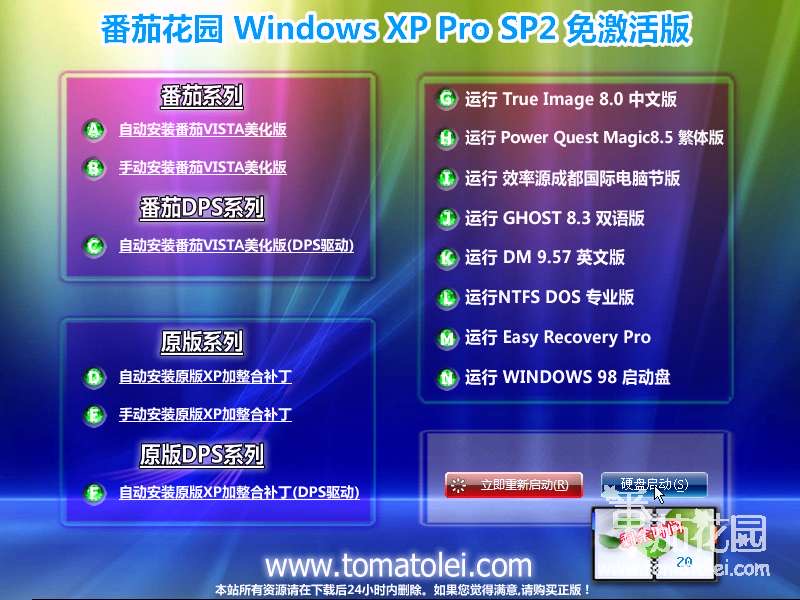 番茄花园 Windows XP Pro SP2 免激活版
番茄系列
A 自动安装番茄VISTA美化版
B 手动安装番茄VISTA美化版
番茄DPS系列
C 自动安装番茄VISTA美化版(DPS驱动)
原版系列
D 自动安装原版XP加整合补丁
E 手动安装原版XP加整合补丁
原版DPS系列
F 自动安装原版XP加整合补丁(DPS驱动)
G 运行 True Image 8.0 中文版
H 运行 Power Quest Magic8.5 繁体版
I 运行 效率源成都国际电脑节版
J 运行 GHOST 8.3 双语版
K 运行 DM 9.57 英文版
L 运行NTFS DOS 专业版
M 运行 Easy Recovery Pro
N 运行 WINDOWS 98 启动盘
立即重新启动(R)
硬盘启动(S)
番茄花园
20
www.tomatolei.com
本站所有资源请在下载后24小时内删除。如果您觉得满意,请购买正版！